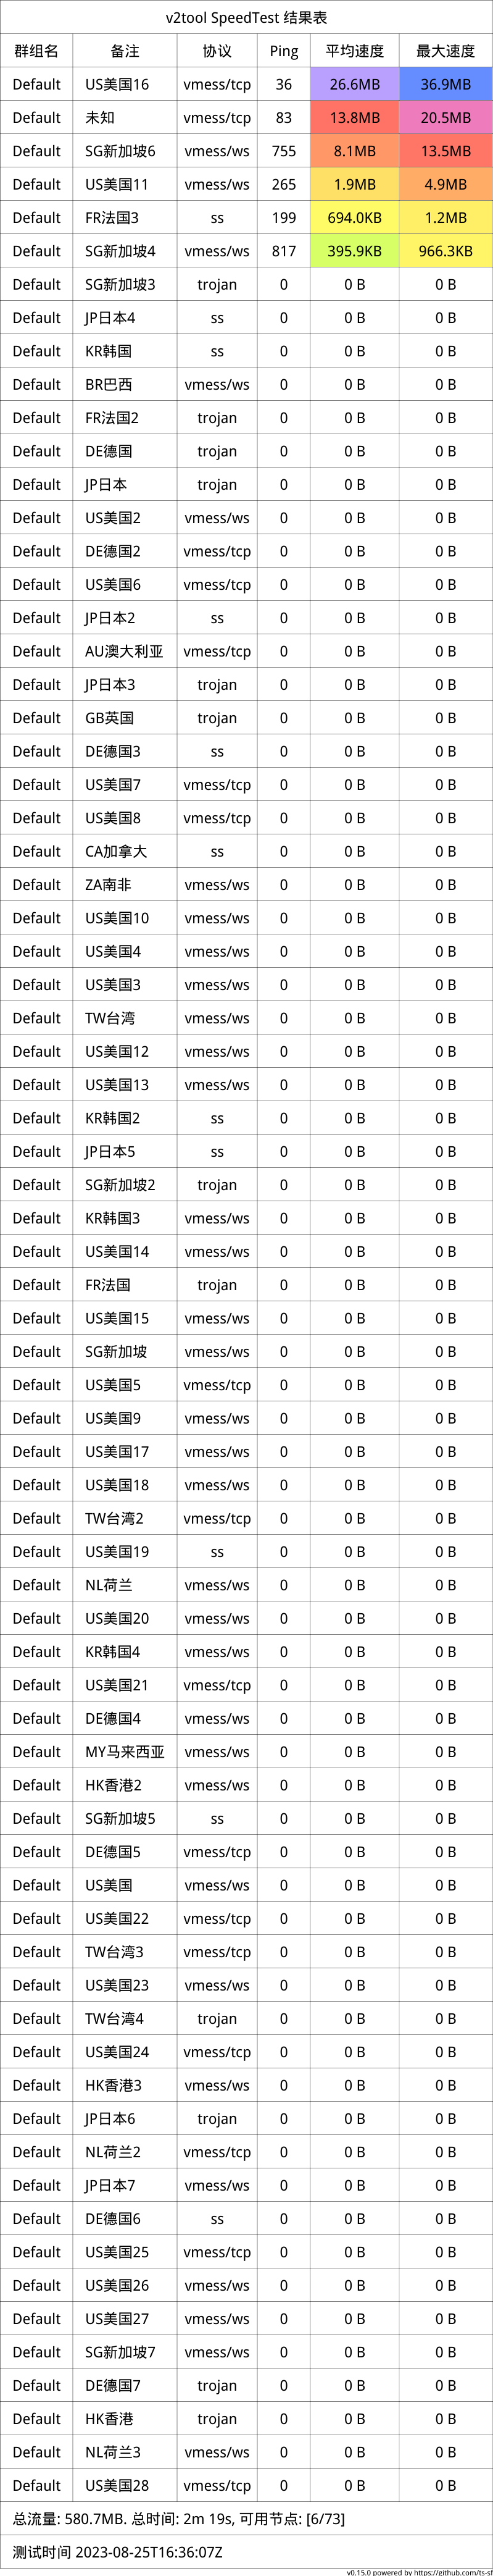 v2tool SpeedTest 结果表
群组名 备注 协议 Ping 平均速度 最大速度
Default US美国16 vmess/tcp 36 26.6MB 36.9MB
Default 未知 vmess/tcp 83 13.8MB 20.5MB
Default SG新加坡6 vmess/ws 755 8.1MB 13.5MB
Default US美国11 vmess/ws 265 1.9MB 4.9MB
Default FR法国3 ss 199 694.0KB 1.2MB
Default SG新加坡4 vmess/ws 817 395.9KB 966.3KB
Default SG新加坡3 trojan 0 0 B 0 B
Default JP日本4 ss 0 0 B 0 B
Default KR韩国 ss 0 0 B 0 B
Default BR巴西 vmess/ws 0 0 B 0 B
Default FR法国2 trojan 0 0 B 0 B
Default DE德国 trojan 0 0 B 0 B
Default JP日本 trojan 0 0 B 0 B
Default US美国2 vmess/ws 0 0 B 0 B
Default DE德国2 vmess/tcp 0 0 B 0 B
Default US美国6 vmess/tcp 0 0 B 0 B
Default JP日本2 ss 0 0 B 0 B
Default AU澳大利亚 vmess/tcp 0 0 B 0 B
Default JP日本3 trojan 0 0 B 0 B
Default GB英国 trojan 0 0 B 0 B
Default DE德国3 ss 0 0 B 0 B
Default US美国7 vmess/tcp 0 0 B 0 B
Default US美国8 vmess/tcp 0 0 B 0 B
Default CA加拿大 ss 0 0 B 0 B
Default ZA南非 vmess/ws 0 0 B 0 B
Default US美国10 vmess/ws 0 0 B 0 B
Default US美国4 vmess/ws 0 0 B 0 B
Default US美国3 vmess/ws 0 0 B 0 B
Default TW台湾 vmess/ws 0 0 B 0 B
Default US美国12 vmess/ws 0 0 B 0 B
Default US美国13 vmess/ws 0 0 B 0 B
Default KR韩国2 ss 0 0 B 0 B
Default JP日本5 ss 0 0 B 0 B
Default SG新加坡2 trojan 0 0 B 0 B
Default KR韩国3 vmess/ws 0 0 B 0 B
Default US美国14 vmess/ws 0 0 B 0 B
Default FR法国 trojan 0 0 B 0 B
Default US美国15 vmess/ws 0 0 B 0 B
Default SG新加坡 vmess/ws 0 0 B 0 B
Default US美国5 vmess/tcp 0 0 B 0 B
Default US美国9 vmess/ws 0 0 B 0 B
Default US美国17 vmess/ws 0 0 B 0 B
Default US美国18 vmess/ws 0 0 B 0 B
Default TW台湾2 vmess/tcp 0 0 B 0 B
Default US美国19 ss 0 0 B 0 B
Default NL荷兰 vmess/ws 0 0 B 0 B
Default US美国20 vmess/ws 0 0 B 0 B
Default KR韩国4 vmess/ws 0 0 B 0 B
Default US美国21 vmess/tcp 0 0 B 0 B
Default DE德国4 vmess/ws 0 0 B 0 B
Default MY马来西亚 vmess/ws 0 0 B 0 B
Default HK香港2 vmess/ws 0 0 B 0 B
Default SG新加坡5 ss 0 0 B 0 B
Default DE德国5 vmess/tcp 0 0 B 0 B
Default US美国 vmess/ws 0 0 B 0 B
Default US美国22 vmess/tcp 0 0 B 0 B
Default TW台湾3 vmess/tcp 0 0 B 0 B
Default US美国23 vmess/ws 0 0 B 0 B
Default TW台湾4 trojan 0 0 B 0 B
Default US美国24 vmess/tcp 0 0 B 0 B
Default HK香港3 vmess/ws 0 0 B 0 B
Default JP日本6 trojan 0 0 B 0 B
Default NL荷兰2 vmess/tcp 0 0 B 0 B
Default JP日本7 vmess/ws 0 0 B 0 B
Default DE德国6 ss 0 0 B 0 B
Default US美国25 vmess/tcp 0 0 B 0 B
Default US美国26 vmess/ws 0 0 B 0 B
Default US美国27 vmess/ws 0 0 B 0 B
Default SG新加坡7 vmess/ws 0 0 B 0 B
Default DE德国7 trojan 0 0 B 0 B
Default HK香港 trojan 0 0 B 0 B
Default NL荷兰3 vmess/ws 0 0 B 0 B
Default US美国28 vmess/tcp 0 0 B 0 B
总流量: 580.7MB. 总时间: 2m 19s, 可用节点: [6/73]
测试时间 2023-08-25T16:36:07Z
v0.15.0 powered by https://github.com/ts-sf